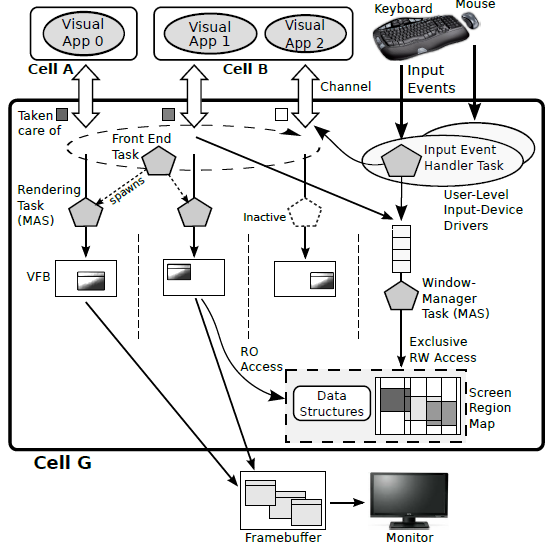 Keyboard
Mouse
Visual
App 0
Visual
App 1
Visual
App 2
Cell A
Cell B
Channel
Input
Events
Taken
care of
Front End
Task
Input Event
Handler Task
spawns
Rendering
Task (MAS)
Inactive
User-Level
Input-Device
Drivers
VFB
Window-
Manager
Task (MAS)
RO
Access
Exclusive
RW Access
Data
Structures
Screen
Region
Map
Cell G
Framebuffer
Monitor